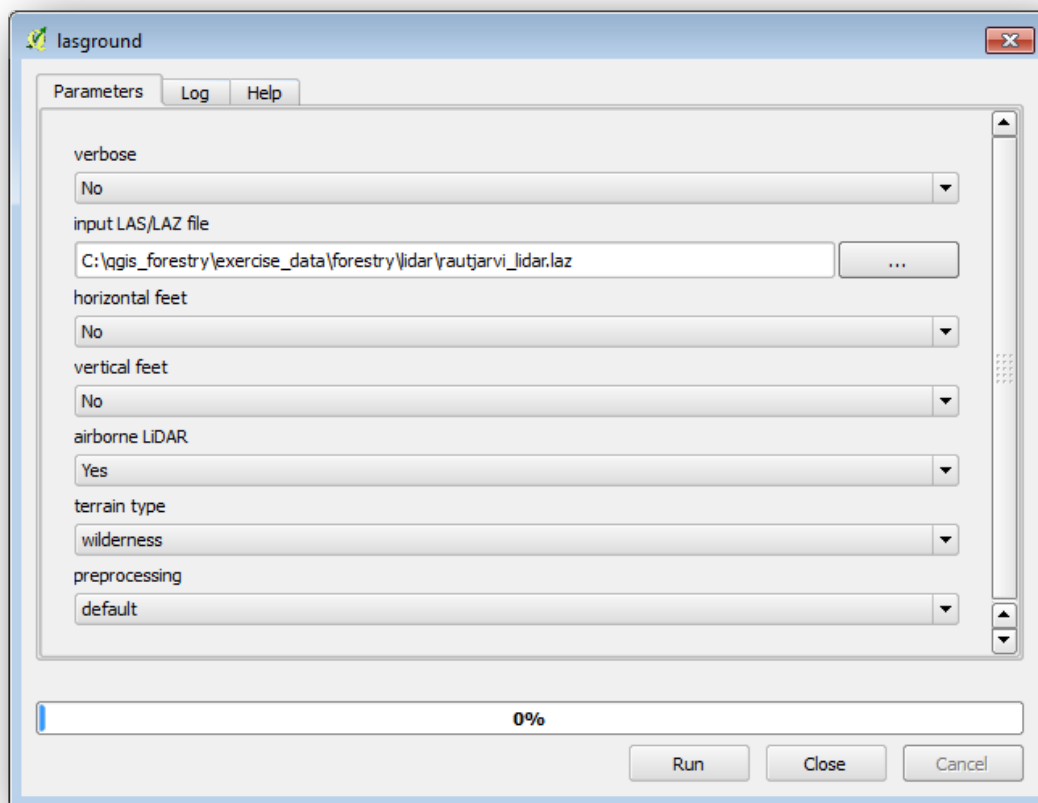 lasground
Parameters Log Help
verbose
No
input LAS/LAZ file
C:\qgis_forestry\exercise_data\forestry\lidar\rautjarvi_lidar.laz ...
horizontal feet
No
vertical feet
No
airborne LiDAR
Yes
terrain type
wilderness
preprocessing
default
0%
Run Close Cancel